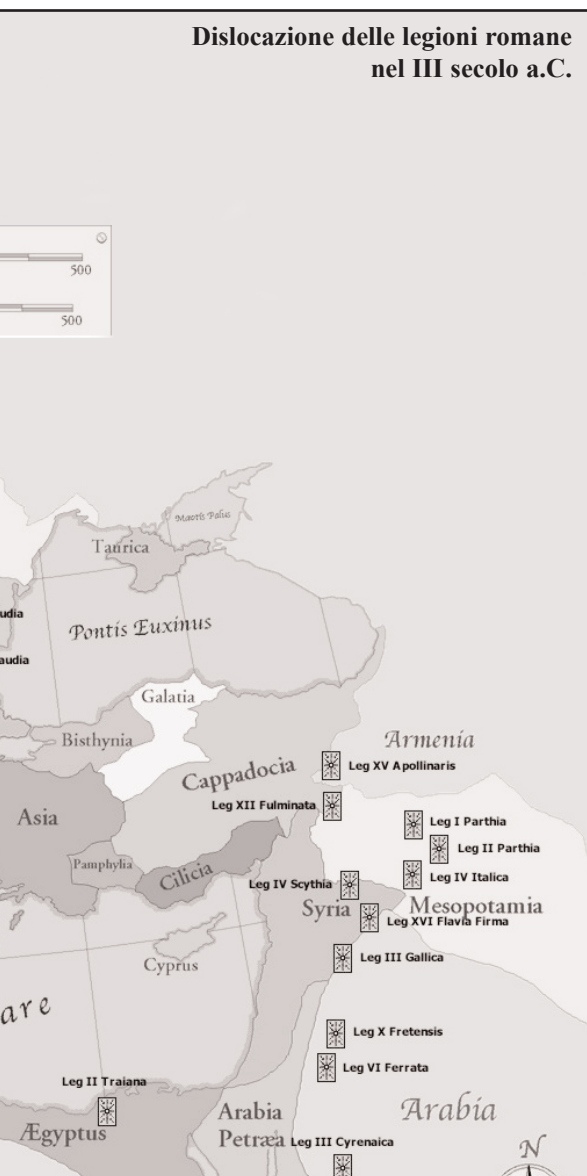 Dislocazione delle legioni romane
nel III secolo a.C.
500
500
Maotis Palus
Taurica
udia
Pontis Euxinus
audia
Galatia
Bisthynia
Armenia
Leg XV Apollinaris
Cappadocia
Leg XII Fulminata
Asia
Leg I Parthia
Leg II Parthia
Pamphylia
Cilicia
Leg IV Scythia
Leg IV Italica
Syria
Mesopotamia
Leg XVI Flavia Firma
Cyprus
Leg III Gallica
are
Leg X Fretensis
Leg VI Ferrata
Leg II Traiana
Arabia
Arabia
Petræa
Ægyptus
Leg III Cyrenaica
N